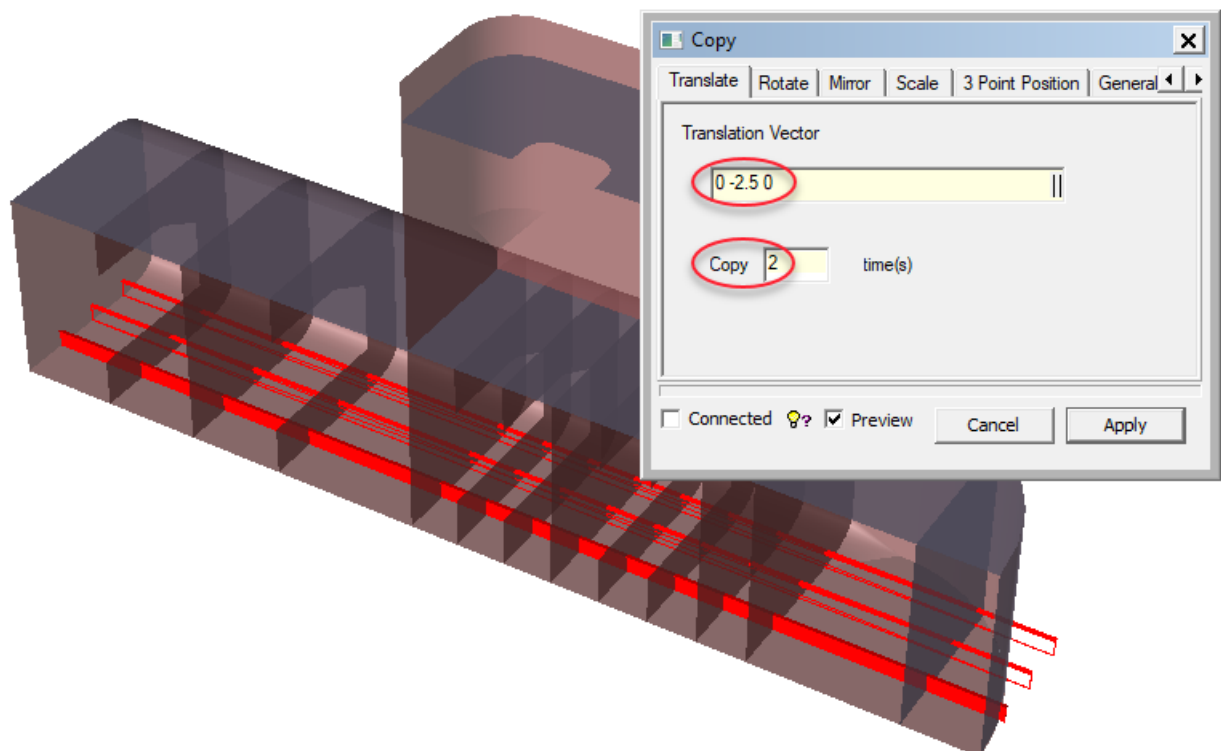 Copy
Translate Rotate Mirror Scale 3 Point Position General
Translation Vector
0 -2.5 0
Copy 2 time(s)
Connected ? Preview Cancel Apply